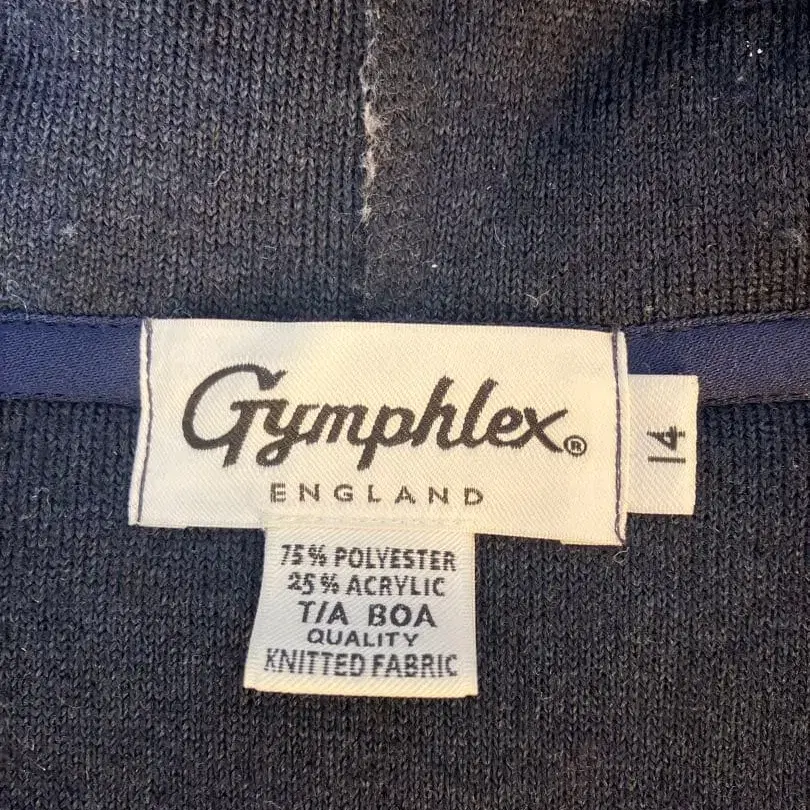 Gymphlex®
ENGLAND
14
75% POLYESTER
25% ACRYLIC
T/A BOA
QUALITY
KNITTED FABRIC